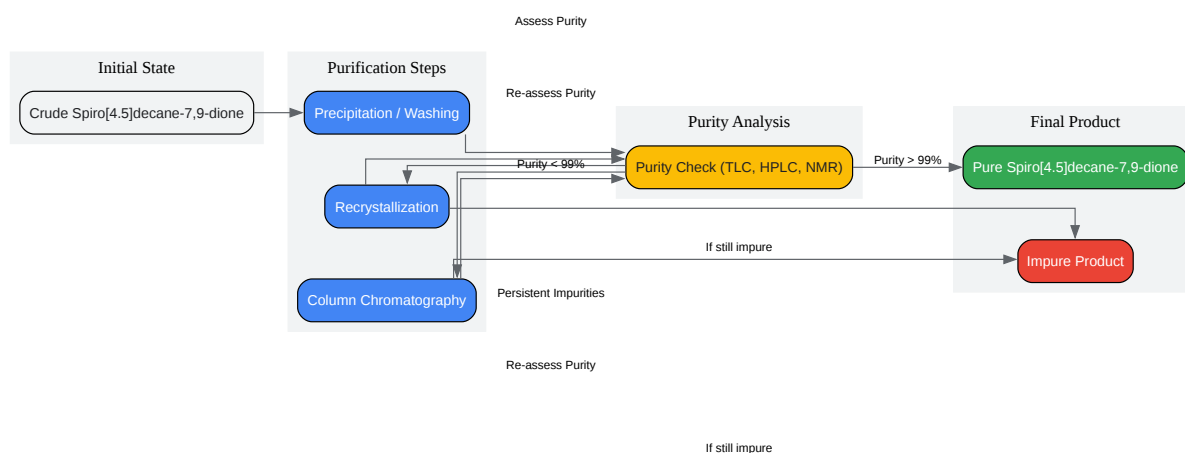 Assess Purity
Initial State
Purification Steps
Crude Spiro[4.5]decane-7,9-dione
Precipitation / Washing
Re-assess Purity
Purity Analysis
Final Product
Purity < 99%
Purity Check (TLC, HPLC, NMR)
Purity > 99%
Pure Spiro[4.5]decane-7,9-dione
Recrystallization
If still impure
Impure Product
Column Chromatography
Persistent Impurities
Re-assess Purity
If still impure